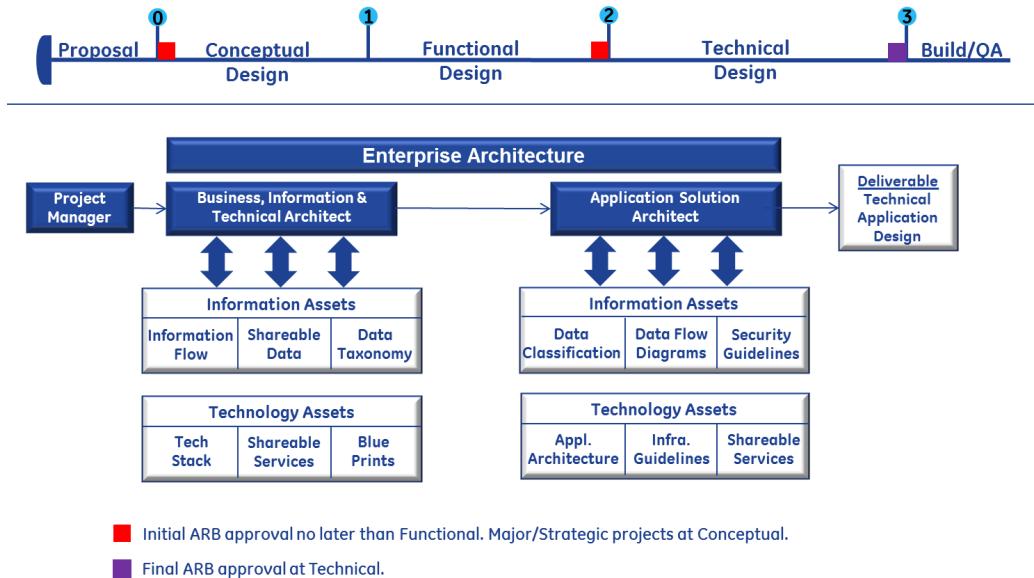 0
1
2
3
Proposal
Conceptual
Design
Functional
Design
Technical
Design
Build/QA
Enterprise Architecture
Project
Manager
Business, Information &
Technical Architect
Application Solution
Architect
Deliverable
Technical
Application
Design
Information Assets
Information
Flow
Shareable
Data
Data
Taxonomy
Information Assets
Data
Classification
Data Flow
Diagrams
Security
Guidelines
Technology Assets
Tech
Stack
Shareable
Services
Blue
Prints
Technology Assets
Appl.
Architecture
Infra.
Guidelines
Shareable
Services
Initial ARB approval no later than Functional. Major/Strategic projects at Conceptual.
Final ARB approval at Technical.